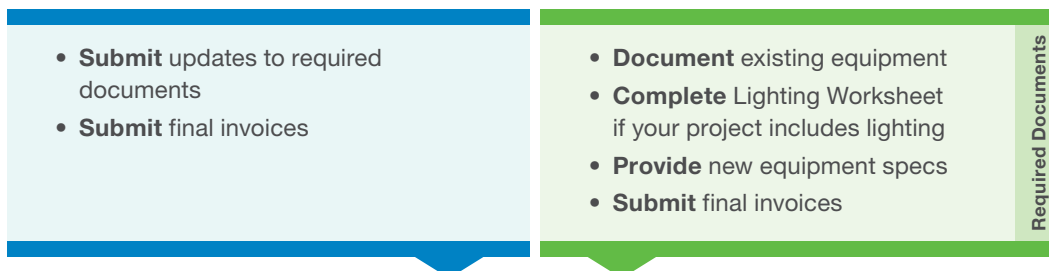 • Submit updates to required
documents
• Submit final invoices
• Document existing equipment
• Complete Lighting Worksheet
if your project includes lighting
• Provide new equipment specs
• Submit final invoices
Required Documents